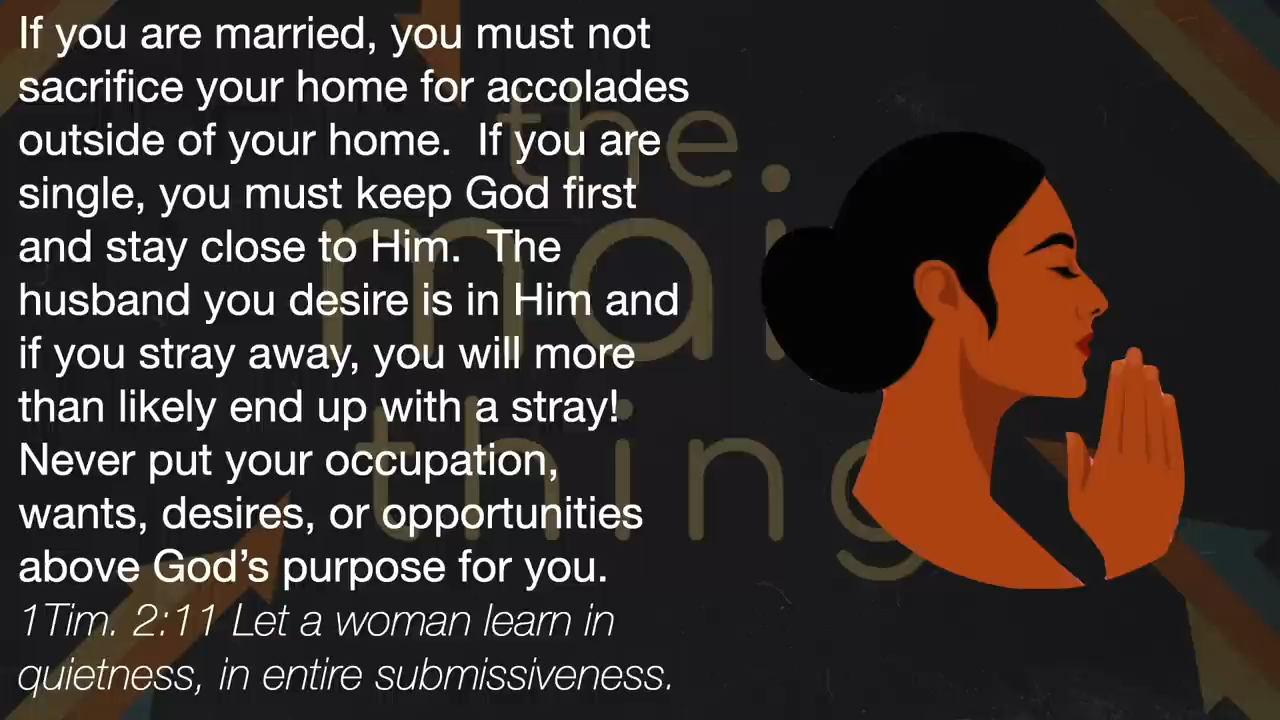 If you are married, you must not
sacrifice your home for accolades
outside of your home.  If you are
single, you must keep God first
and stay close to Him.  The
husband you desire is in Him and
if you stray away, you will more
than likely end up with a stray!
Never put your occupation,
wants, desires, or opportunities
above God’s purpose for you.
1Tim. 2:11 Let a woman learn in
quietness, in entire submissiveness.
the
main
thing